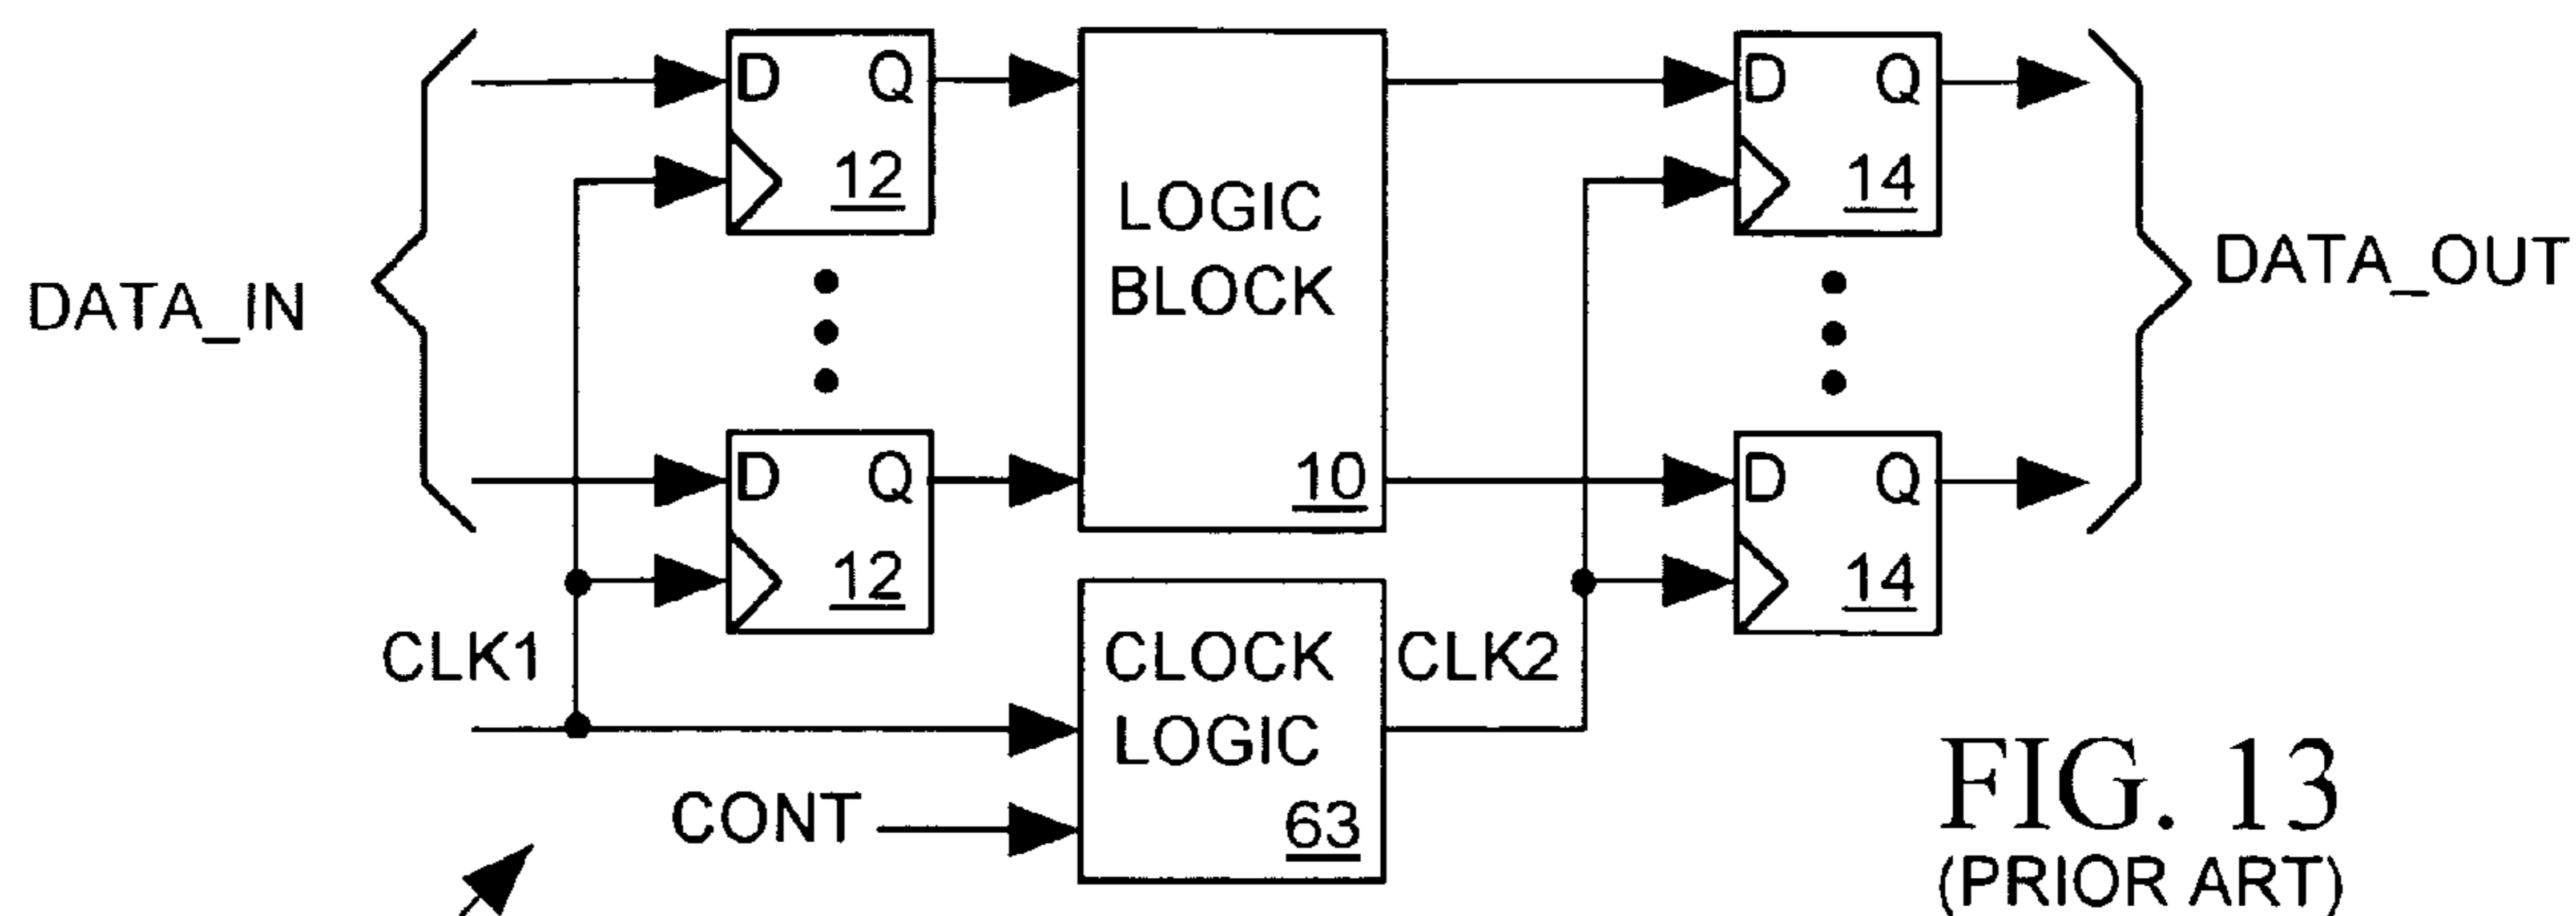 D Q
12
D Q
12
DATA_IN
LOGIC
BLOCK
10
D Q
14
D Q
14
DATA_OUT
CLK1
CLOCK
LOGIC
63
CLK2
CONT
FIG. 13
(PRIOR ART)